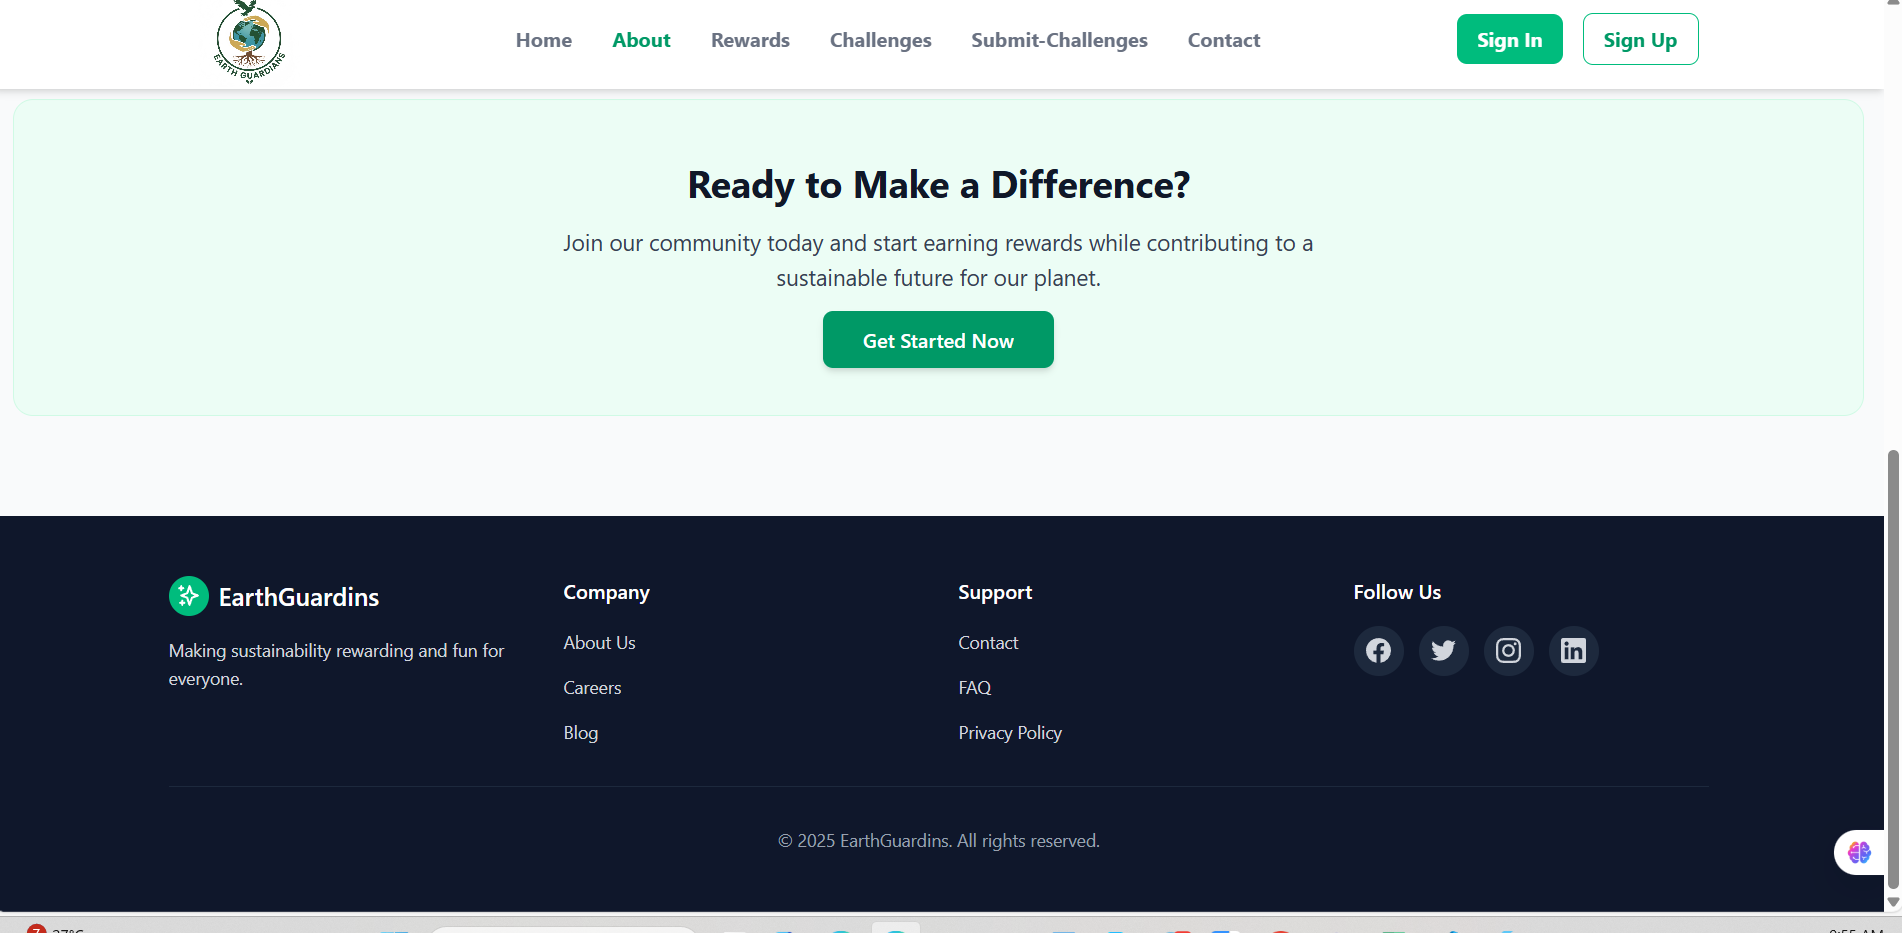 EARTH GUARDIANS
Home
About
Rewards
Challenges
Submit-Challenges
Contact
Sign In
Sign Up
Ready to Make a Difference?
Join our community today and start earning rewards while contributing to a
sustainable future for our planet.
Get Started Now
EarthGuardins
Making sustainability rewarding and fun for
everyone.
Company
About Us
Careers
Blog
Support
Contact
FAQ
Privacy Policy
Follow Us
© 2025 EarthGuardins. All rights reserved.